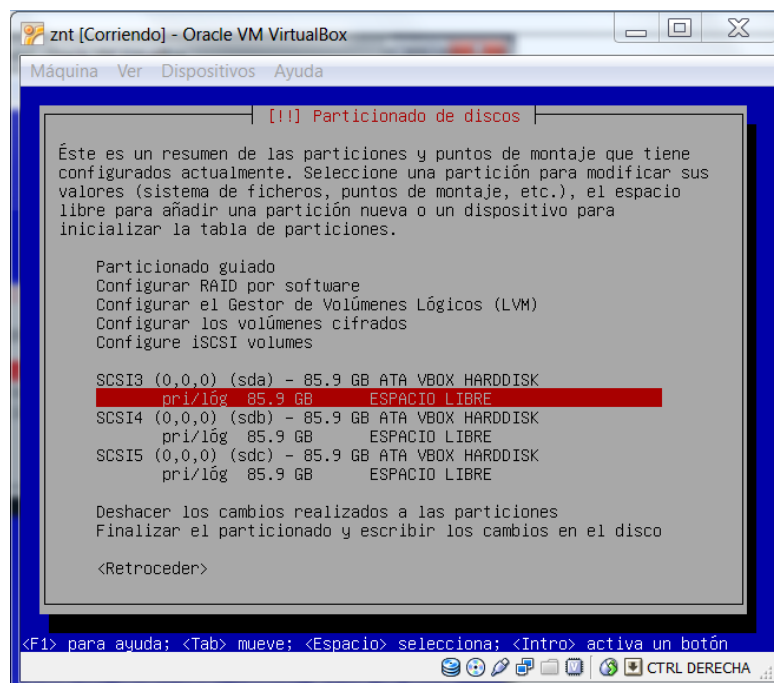 znt [Corriendo] - Oracle VM VirtualBox
Máquina Ver Dispositivos Ayuda
[!!] Particionado de discos
Éste es un resumen de las particiones y puntos de montaje que tiene
configurados actualmente. Seleccione una partición para modificar sus
valores (sistema de ficheros, puntos de montaje, etc.), el espacio
libre para añadir una partición nueva o un dispositivo para
inicializar la tabla de particiones.
Particionado guiado
Configurar RAID por software
Configurar el Gestor de Volúmenes Lógicos (LVM)
Configurar los volúmenes cifrados
Configure iSCSI volumes
SCSI3 (0,0,0) (sda) - 85.9 GB ATA VBOX HARDDISK
pri/lóg 85.9 GB ESPACIO LIBRE
SCSI4 (0,0,0) (sdb) - 85.9 GB ATA VBOX HARDDISK
pri/lóg 85.9 GB ESPACIO LIBRE
SCSI5 (0,0,0) (sdc) - 85.9 GB ATA VBOX HARDDISK
pri/lóg 85.9 GB ESPACIO LIBRE
Deshacer los cambios realizados a las particiones
Finalizar el particionado y escribir los cambios en el disco
<Retroceder>
<F1> para ayuda; <Tab> mueve; <Espacio> selecciona; <Intro> activa un botón
CTRL DERECHA